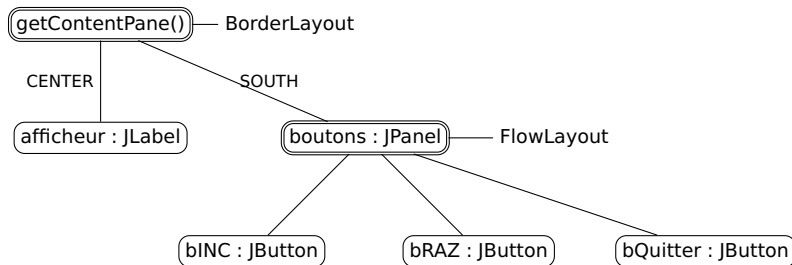 getContentPane() BorderLayout
CENTER SOUTH
afficheur : JLabel boutons : JPanel FlowLayout
bINC : JButton bRAZ : JButton bQuitter : JButton